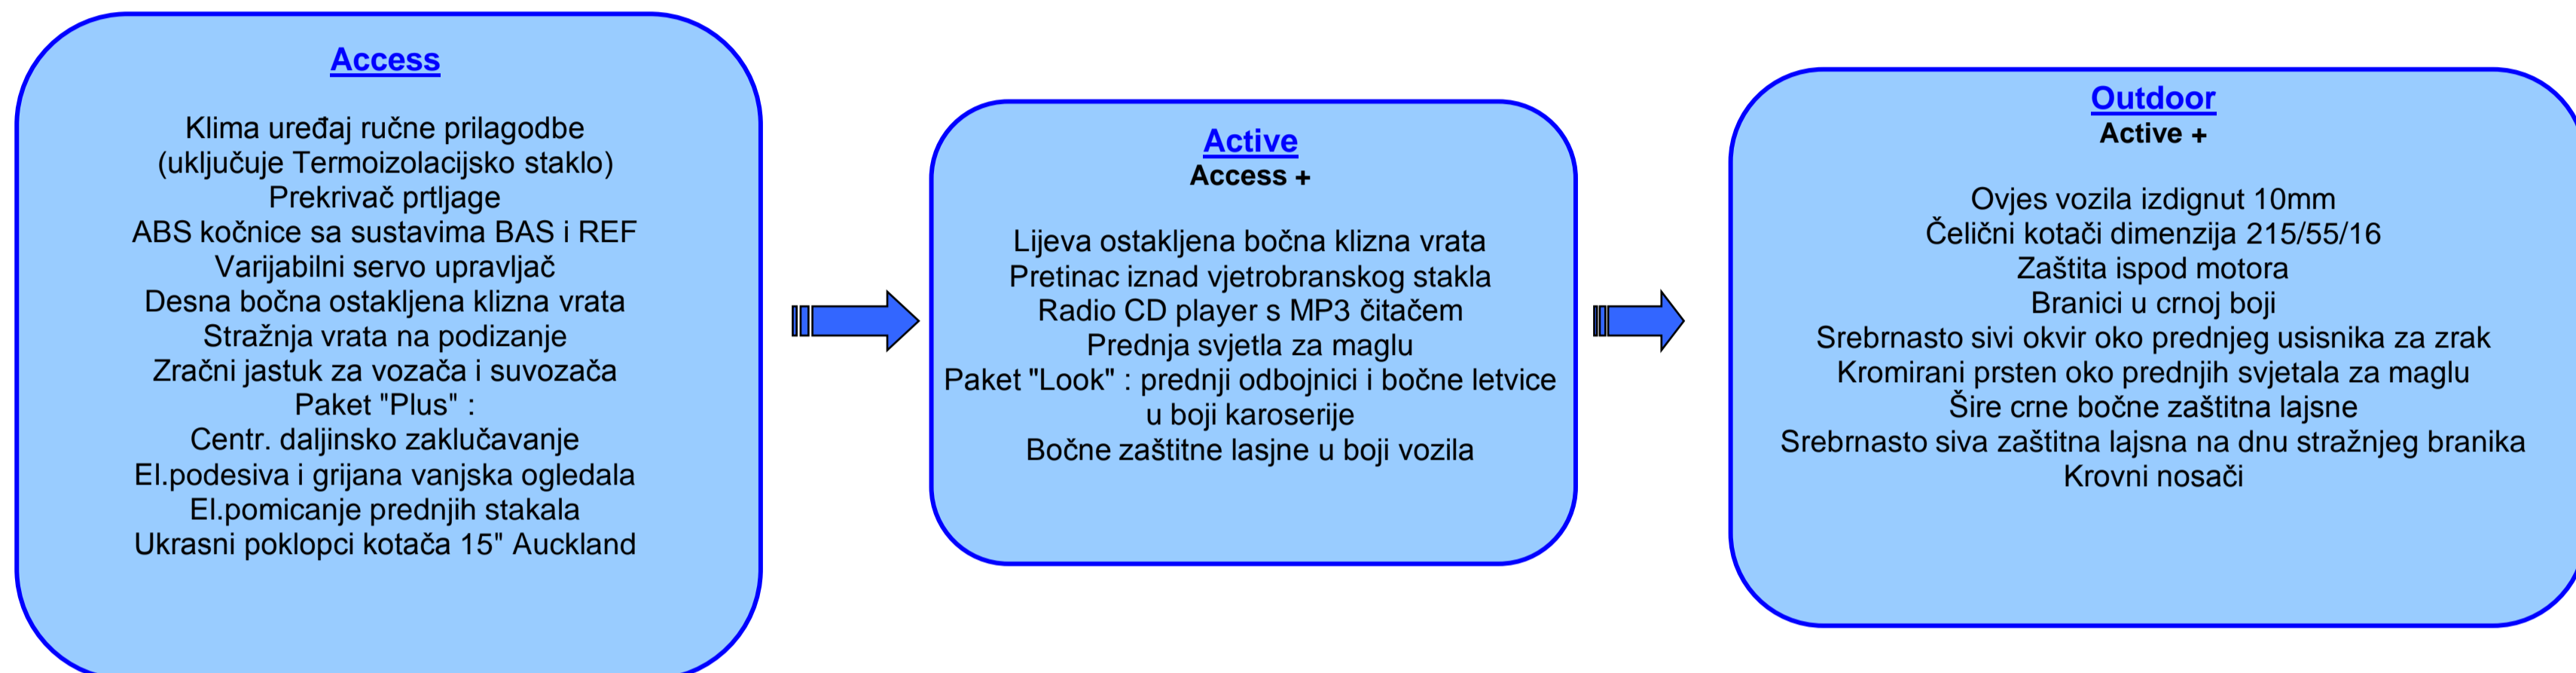 Access
Klima uređaj ručne prilagodbe
(uključuje Termoizolacijsko staklo)
Prekrivač prtljage
ABS kočnice sa sustavima BAS i REF
Varijabilni servo upravljač
Desna bočna ostakljena klizna vrata
Stražnja vrata na podizanje
Zračni jastuk za vozača i suvozača
Paket "Plus" :
Centr. daljinsko zaklučavanje
El.podesiva i grijana vanjska ogledala
El.pomicanje prednjih stakala
Ukrasni poklopci kotača 15" Auckland
Active
Access +
Lijeva ostakljena bočna klizna vrata
Pretinac iznad vjetrobranskog stakla
Radio CD player s MP3 čitačem
Prednja svjetla za maglu
Paket "Look" : prednji odbojnici i bočne letvice
u boji karoserije
Bočne zaštitne lasjne u boji vozila
Outdoor
Active +
Ovjes vozila izdignut 10mm
Čelični kotači dimenzija 215/55/16
Zaštita ispod motora
Branici u crnoj boji
Srebrnasto sivi okvir oko prednjeg usisnika za zrak
Kromirani prsten oko prednjih svjetala za maglu
Šire crne bočne zaštitna lajsne
Srebrnasto siva zaštitna lajsna na dnu stražnjeg branika
Krovni nosači